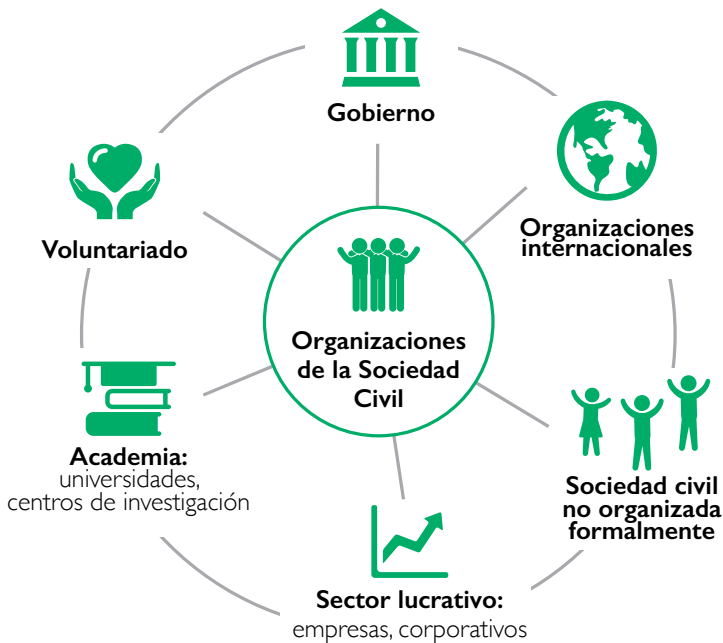 Gobierno
Organizaciones
internacionales
Voluntariado
Organizaciones
de la Sociedad
Civil
Academia:
universidades,
centros de investigación
Sociedad civil
no organizada
formalmente
Sector lucrativo:
empresas, corporativos